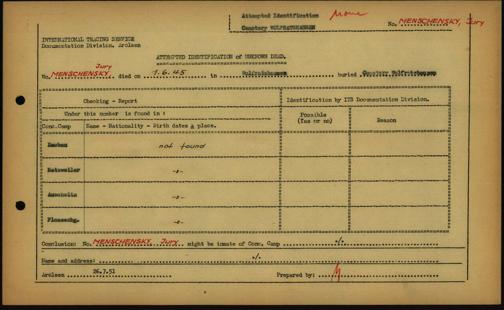 Attempted Identification None
Cemetery WOLFRATSHAUSEN No. MENSCHENSKY, Jury
INTERNATIONAL TRACING SERVICE
Documentation Division, Arolsen
ATTEMPTED IDENTIFICATION of UNKNOWN DEAD.
Jury
No. MENSCHENSKY, died on 7.6.45 in Wolfratshausen buried Cemetery Wolfratshausen
Checking - Report Identification by ITS Documentation Division.
Under this number is found in: Possible (Yes or no) Reason
Conc.Camp Name - Nationality - Birth dates & place.
Dachau not found
Natzweiler -"-
Auschwitz -"-
Flossenbg. -"-
Conclusion: No. MENSCHENSKY, Jury might be inmate of Conc. Camp -/-
Name and address: -/-
Arolsen 26.7.51 Prepared by: